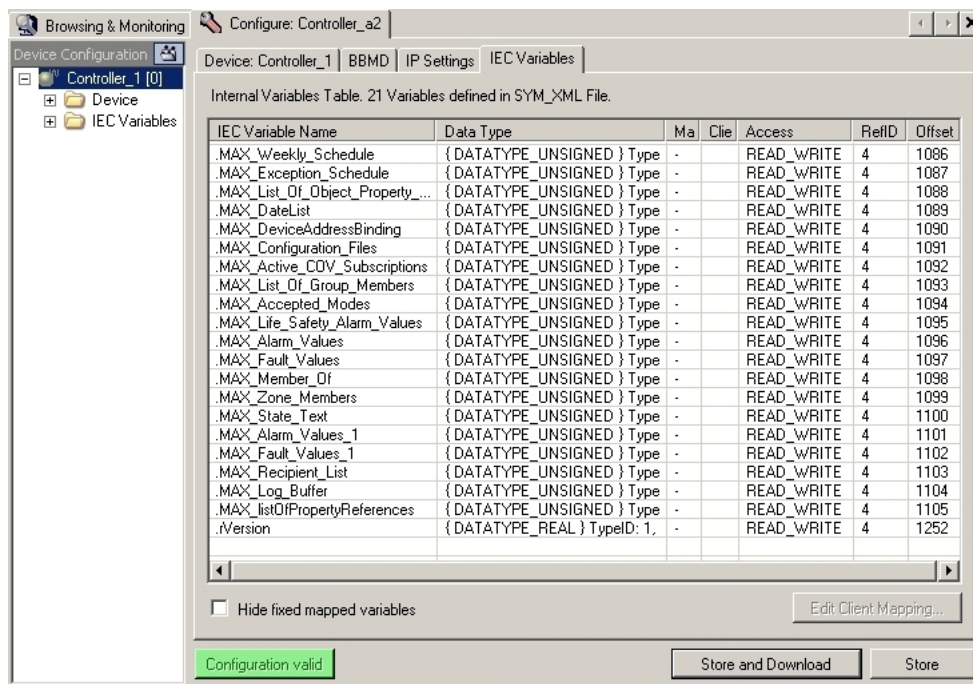 Browsing & Monitoring
Configure: Controller_a2
Device Configuration
Controller_1 [0]
Device
IEC Variables
Device: Controller_1 BBMD IP Settings IEC Variables
Internal Variables Table. 21 Variables defined in SYM_XML File.
IEC Variable Name Data Type Ma Clie Access RefID Offset
.MAX_Weekly_Schedule { DATATYPE_UNSIGNED } Type - READ_WRITE 4 1086
.MAX_Exception_Schedule { DATATYPE_UNSIGNED } Type - READ_WRITE 4 1087
.MAX_List_Of_Object_Property_... { DATATYPE_UNSIGNED } Type - READ_WRITE 4 1088
.MAX_DateList { DATATYPE_UNSIGNED } Type - READ_WRITE 4 1089
.MAX_DeviceAddressBinding { DATATYPE_UNSIGNED } Type - READ_WRITE 4 1090
.MAX_Configuration_Files { DATATYPE_UNSIGNED } Type - READ_WRITE 4 1091
.MAX_Active_COV_Subscriptions { DATATYPE_UNSIGNED } Type - READ_WRITE 4 1092
.MAX_List_Of_Group_Members { DATATYPE_UNSIGNED } Type - READ_WRITE 4 1093
.MAX_Accepted_Modes { DATATYPE_UNSIGNED } Type - READ_WRITE 4 1094
.MAX_Life_Safety_Alarm_Values { DATATYPE_UNSIGNED } Type - READ_WRITE 4 1095
.MAX_Alarm_Values { DATATYPE_UNSIGNED } Type - READ_WRITE 4 1096
.MAX_Fault_Values { DATATYPE_UNSIGNED } Type - READ_WRITE 4 1097
.MAX_Member_Of { DATATYPE_UNSIGNED } Type - READ_WRITE 4 1098
.MAX_Zone_Members { DATATYPE_UNSIGNED } Type - READ_WRITE 4 1099
.MAX_State_Text { DATATYPE_UNSIGNED } Type - READ_WRITE 4 1100
.MAX_Alarm_Values_1 { DATATYPE_UNSIGNED } Type - READ_WRITE 4 1101
.MAX_Fault_Values_1 { DATATYPE_UNSIGNED } Type - READ_WRITE 4 1102
.MAX_Recipient_List { DATATYPE_UNSIGNED } Type - READ_WRITE 4 1103
.MAX_Log_Buffer { DATATYPE_UNSIGNED } Type - READ_WRITE 4 1104
.MAX_listOfPropertyReferences { DATATYPE_UNSIGNED } Type - READ_WRITE 4 1105
.rVersion { DATATYPE_REAL } TypeID: 1, - READ_WRITE 4 1252
Hide fixed mapped variables
Edit Client Mapping...
Configuration valid
Store and Download
Store